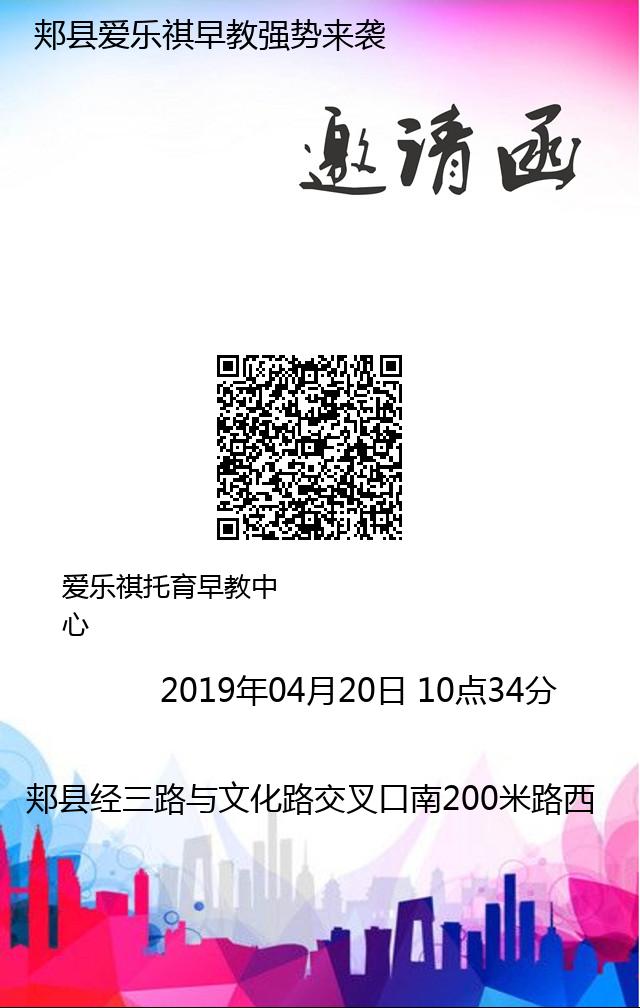 郏县爱乐祺早教强势来袭
邀请函
爱乐祺托育早教中
心
2019年04月20日 10点34分
郏县经三路与文化路交叉口南200米路西